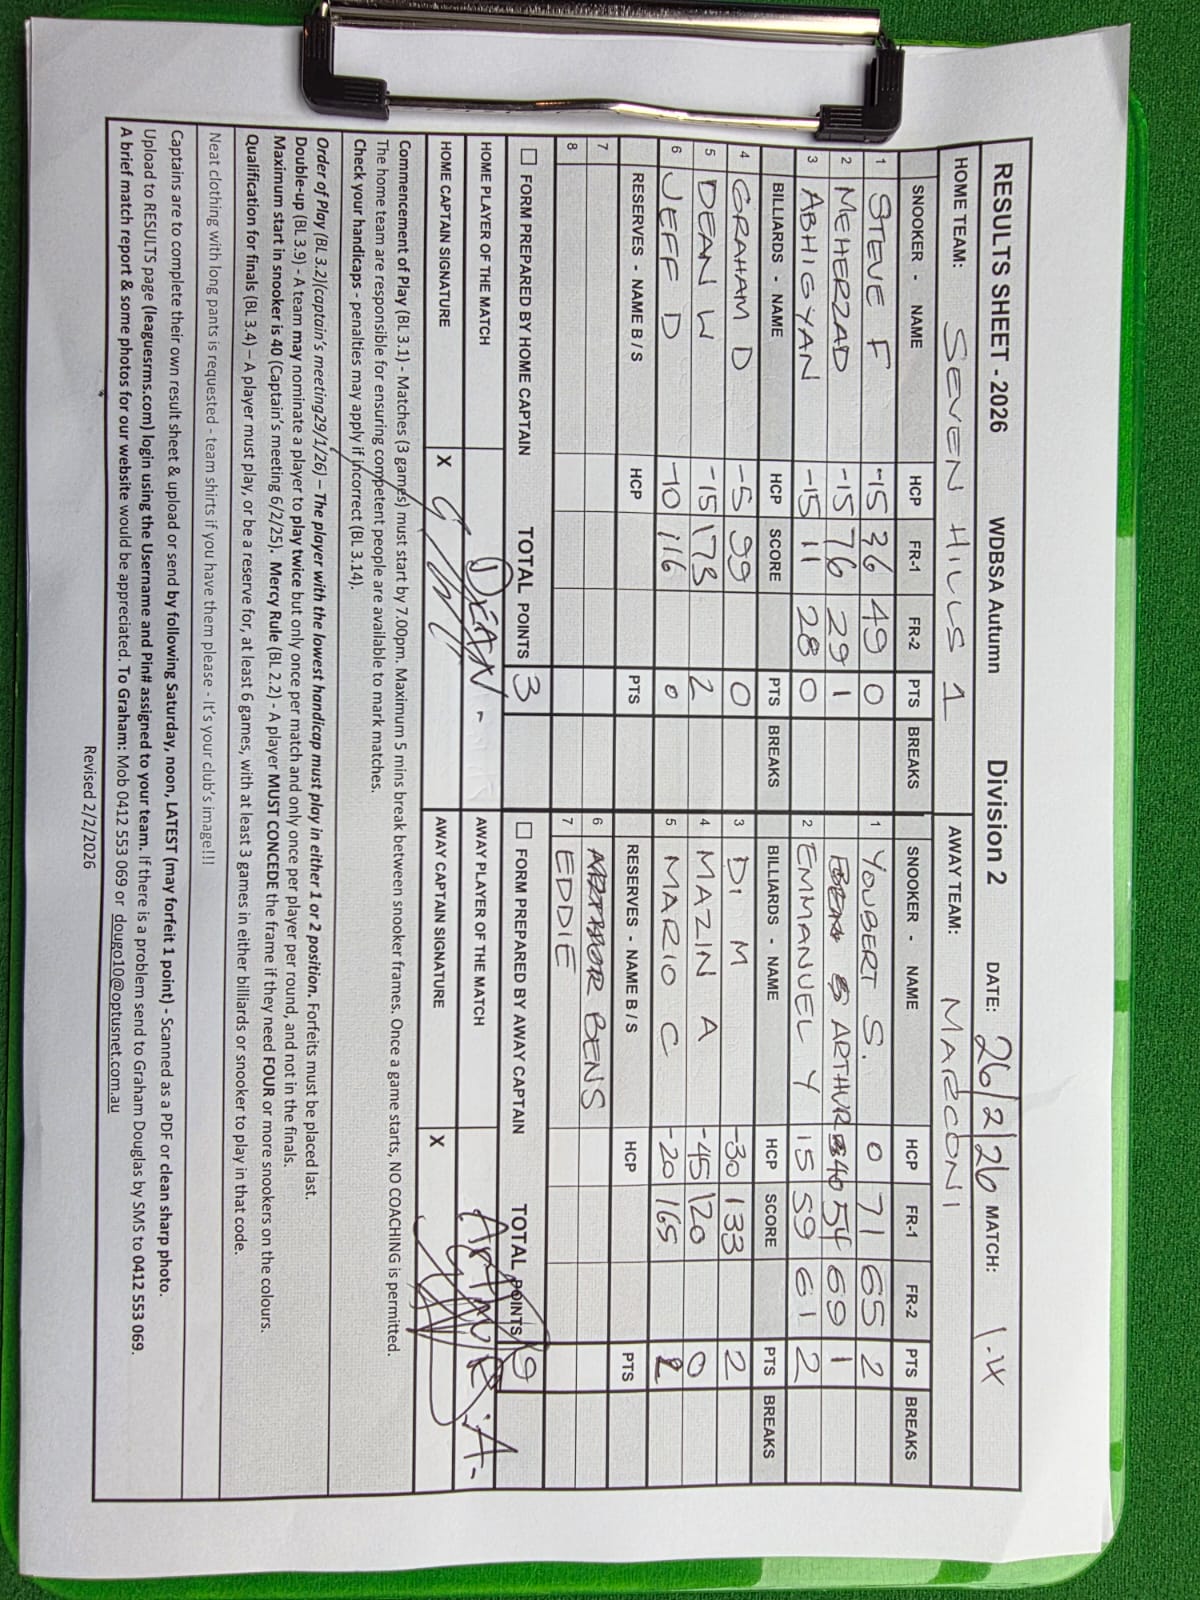 RESULTS SHEET - 2026 WDBSA Autumn Division 2 DATE: 26/2/26 MATCH:
HOME TEAM: SEVEN HILLS 1 AWAY TEAM: MARCONI
SNOOKER - NAME HCP FR-1 FR-2 PTS BREAKS SNOOKER - NAME HCP FR-1 FR-2 PTS BREAKS
1 STEVE F -15 26 49 0 1 YOUBERT S. 0 71 65 2
2 MEHERZAD -15 76 29 1 ARTHUR 40 54 69 1
3 ABHIGYAN -15 11 28 0 2 EMMANUEL Y 15 59 61 2
BILLIARDS - NAME HCP SCORE PTS BREAKS BILLIARDS - NAME HCP SCORE PTS BREAKS
4 GRAHAM D -5 99 0 3 DI M -30 133 2
5 DEAN W -15 173 2 4 MAZIN A -45 120 0
6 JEFF D -10 116 0 5 MARIO C -20 165 2
RESERVES - NAME B / S HCP PTS RESERVES - NAME B / S HCP PTS
7 6 BENS
8 7 EDDIE
FORM PREPARED BY HOME CAPTAIN TOTAL POINTS 3 FORM PREPARED BY AWAY CAPTAIN TOTAL POINTS 9
HOME PLAYER OF THE MATCH DEAN - AWAY PLAYER OF THE MATCH ARTHUR .A-
HOME CAPTAIN SIGNATURE X AWAY CAPTAIN SIGNATURE X
Commencement of Play (BL 3.1) - Matches (3 games) must start by 7.00pm. Maximum 5 mins break between snooker frames. Once a game starts, NO COACHING is permitted.
The home team are responsible for ensuring competent people are available to mark matches.
Check your handicaps - penalties may apply if incorrect (BL 3.14).
Order of Play (BL 3.2)(captain's meeting29/1/26) – The player with the lowest handicap must play in either 1 or 2 position. Forfeits must be placed last.
Double-up (BL 3.9) - A team may nominate a player to play twice but only once per match and only once per player per round, and not in the finals.
Maximum start in snooker is 40 (Captain's meeting 6/2/25). Mercy Rule (BL 2.2) - A player MUST CONCEDE the frame if they need FOUR or more snookers on the colours.
Qualification for finals (BL 3.4) – A player must play, or be a reserve for, at least 6 games, with at least 3 games in either billiards or snooker to play in that code.
Neat clothing with long pants is requested - team shirts if you have them please - It's your club's image!!!
Captains are to complete their own result sheet & upload or send by following Saturday, noon, LATEST (may forfeit 1 point) - Scanned as a PDF or clean sharp photo.
Upload to RESULTS page (leaguesrms.com) login using the Username and Pin# assigned to your team. If there is a problem send to Graham Douglas by SMS to 0412 553 069.
A brief match report & some photos for our website would be appreciated. To Graham: Mob 0412 553 069 or dougo10@optusnet.com.au
Revised 2/2/2026